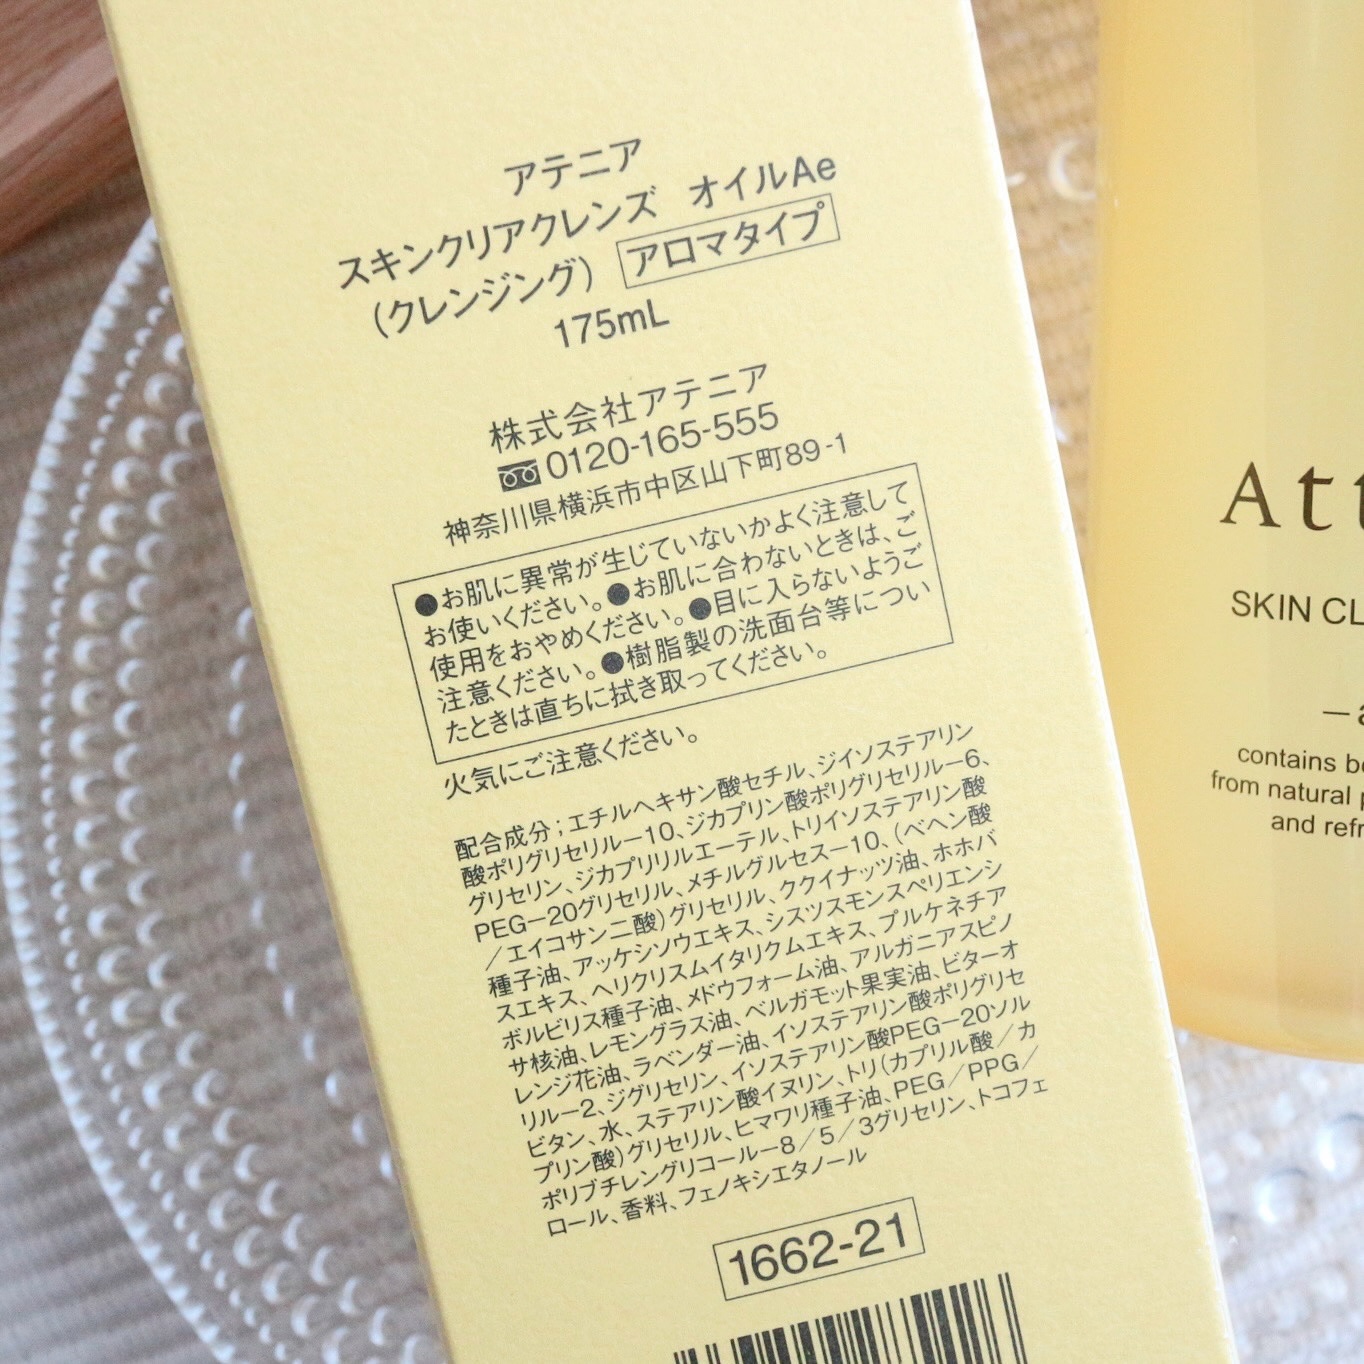 アテニア
スキンクリアクレンズ オイルAe
（クレンジング） アロマタイプ
175mL
株式会社アテニア
0120-165-555
神奈川県横浜市中区山下町89-1
●お肌に異常が生じていないかよく注意して
お使いください。●お肌に合わないときは、ご
使用をおやめください。●目に入らないようご
注意ください。●樹脂製の洗面台等につい
たときは直ちに拭き取ってください。
火気にご注意ください。
配合成分；エチルヘキサン酸セチル、ジイソステアリン
酸ポリグリセリル－10、ジカプリン酸ポリグリセリル－6、
グリセリン、ジカプリリルエーテル、トリイソステアリン酸
PEG－20グリセリル、メチルグルセス－10、（ベヘン酸
／エイコサン二酸）グリセリル、ククイナッツ油、ホホバ
種子油、アッケシソウエキス、シスツスモンスペリエンシ
スエキス、ヘリクリスムイタリクムエキス、プルケネチア
ボルビリス種子油、メドウフォーム油、アルガニアスピノ
サ核油、レモングラス油、ベルガモット果実油、ビターオ
レンジ花油、ラベンダー油、イソステアリン酸ポリグリセ
リル－2、ジグリセリン、イソステアリン酸PEG－20ソル
ビタン、水、ステアリン酸イヌリン、トリ（カプリル酸／カ
プリン酸）グリセリル、ヒマワリ種子油、PEG／PPG／
ポリブチレングリコール－8／5／3グリセリン、トコフェ
ロール、香料、フェノキシエタノール
1662-21
Att
SKIN CL
contains
from natural
and